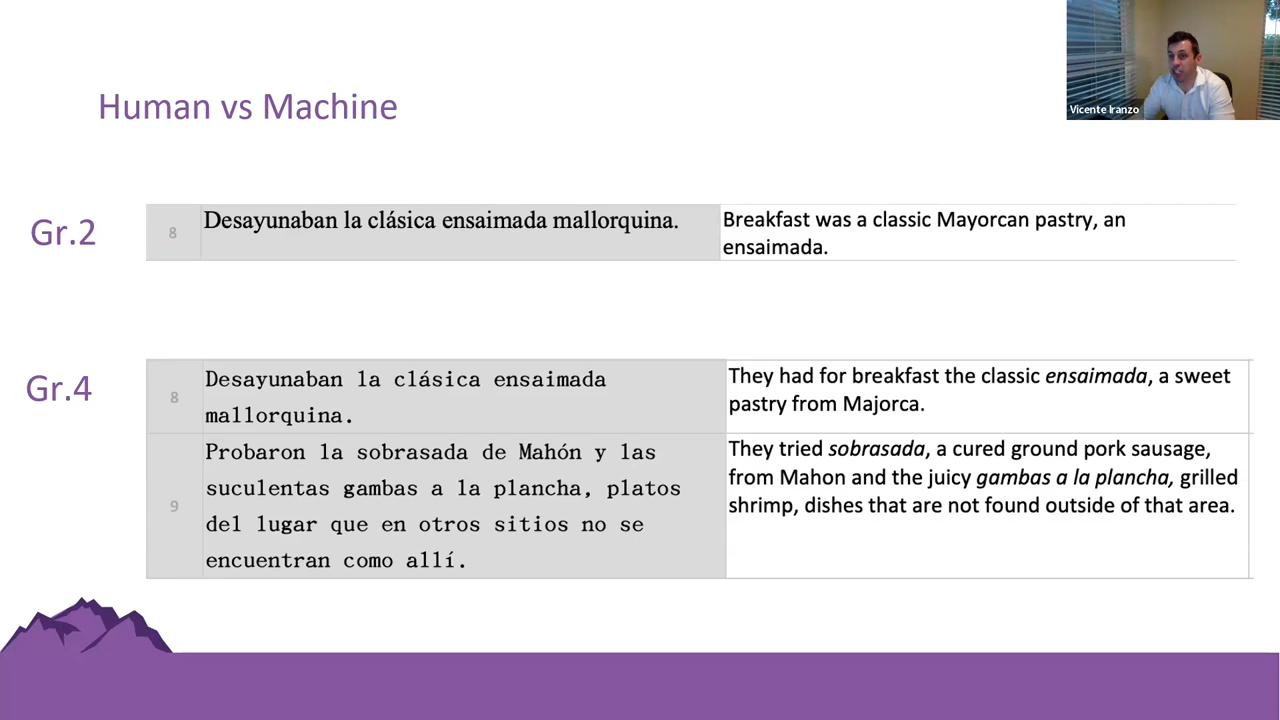 Vicente Iranzo
Human vs Machine
Gr.2
8
Desayunaban la clásica ensaimada mallorquina.
Breakfast was a classic Mayorcan pastry, an
ensaimada.
Gr.4
8
Desayunaban la clásica ensaimada
mallorquina.
They had for breakfast the classic ensaimada, a sweet
pastry from Majorca.
9
Probaron la sobrasada de Mahón y las
suculentas gambas a la plancha, platos
del lugar que en otros sitios no se
encuentran como allí.
They tried sobrasada, a cured ground pork sausage,
from Mahon and the juicy gambas a la plancha, grilled
shrimp, dishes that are not found outside of that area.